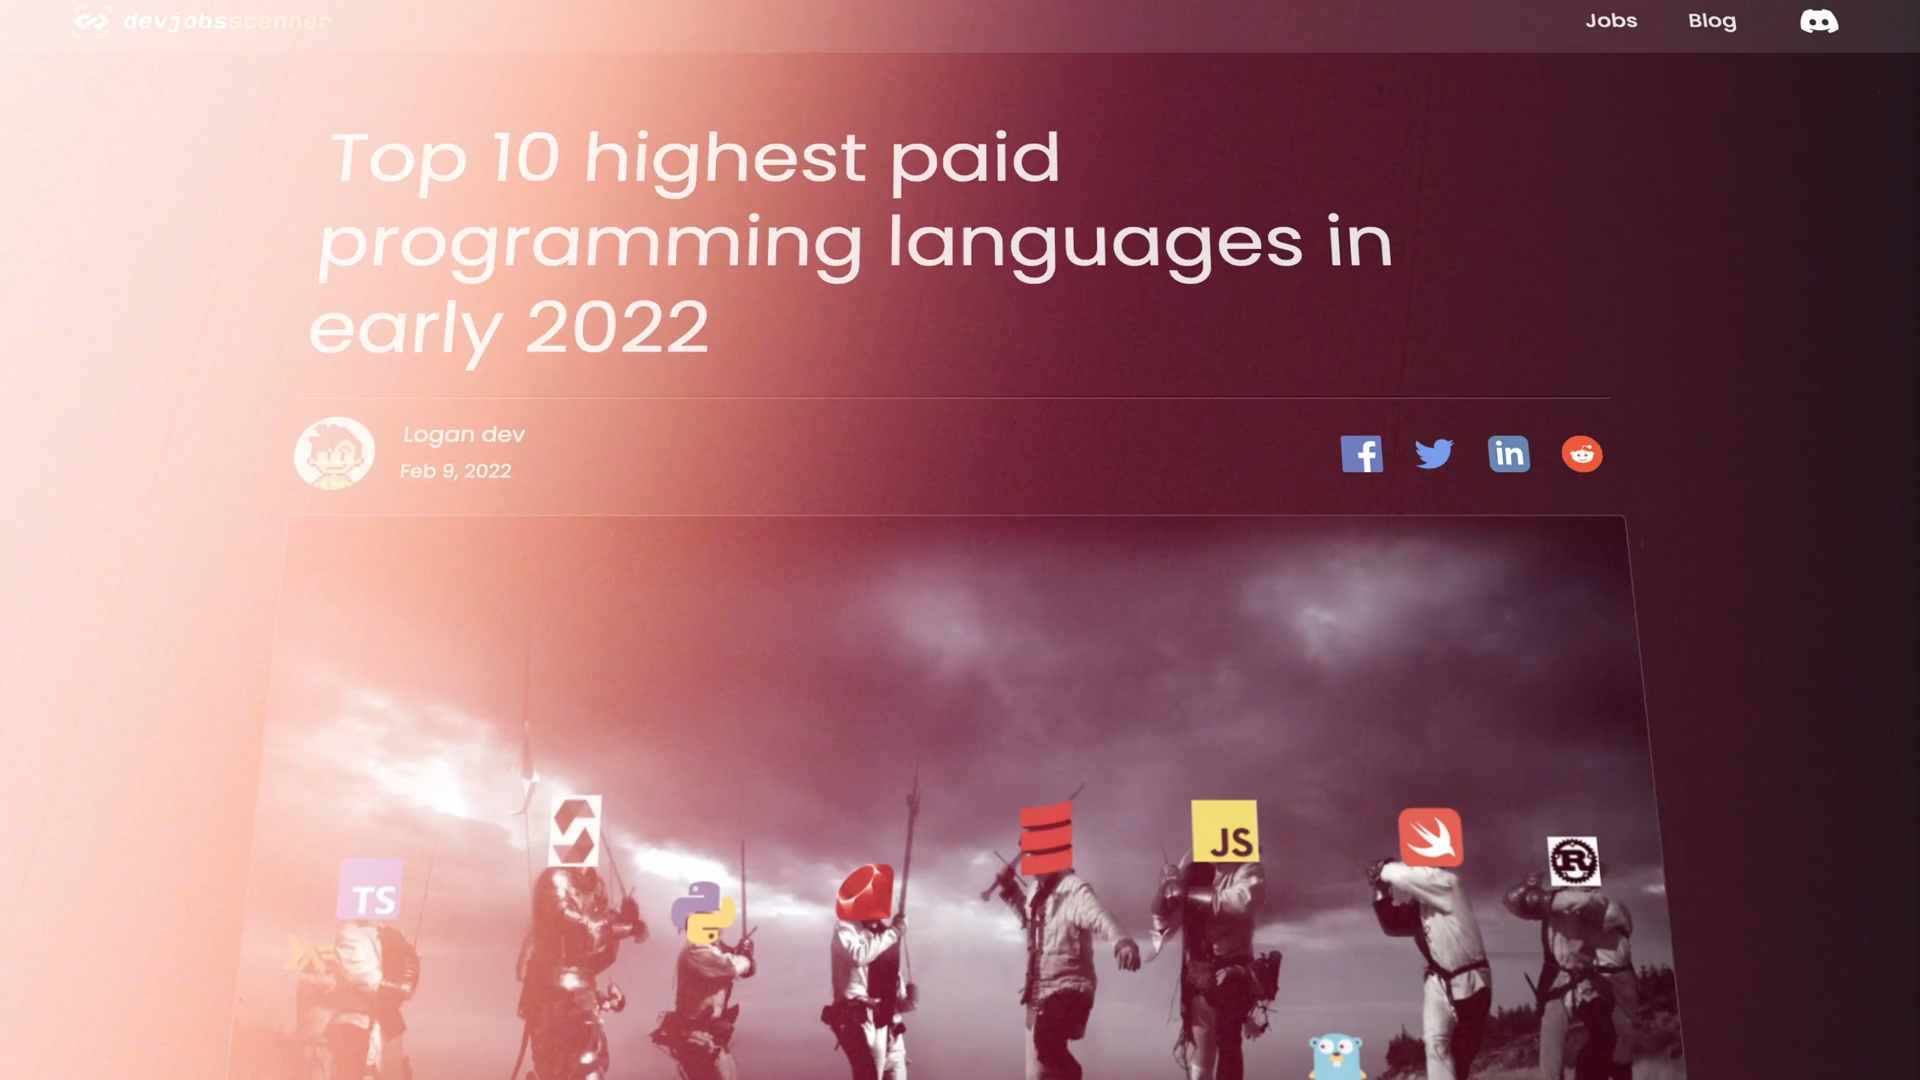 devjobsscanner
Jobs
Blog
Top 10 highest paid
programming languages in
early 2022
Logan dev
Feb 9, 2022
f
in
TS
JS
R